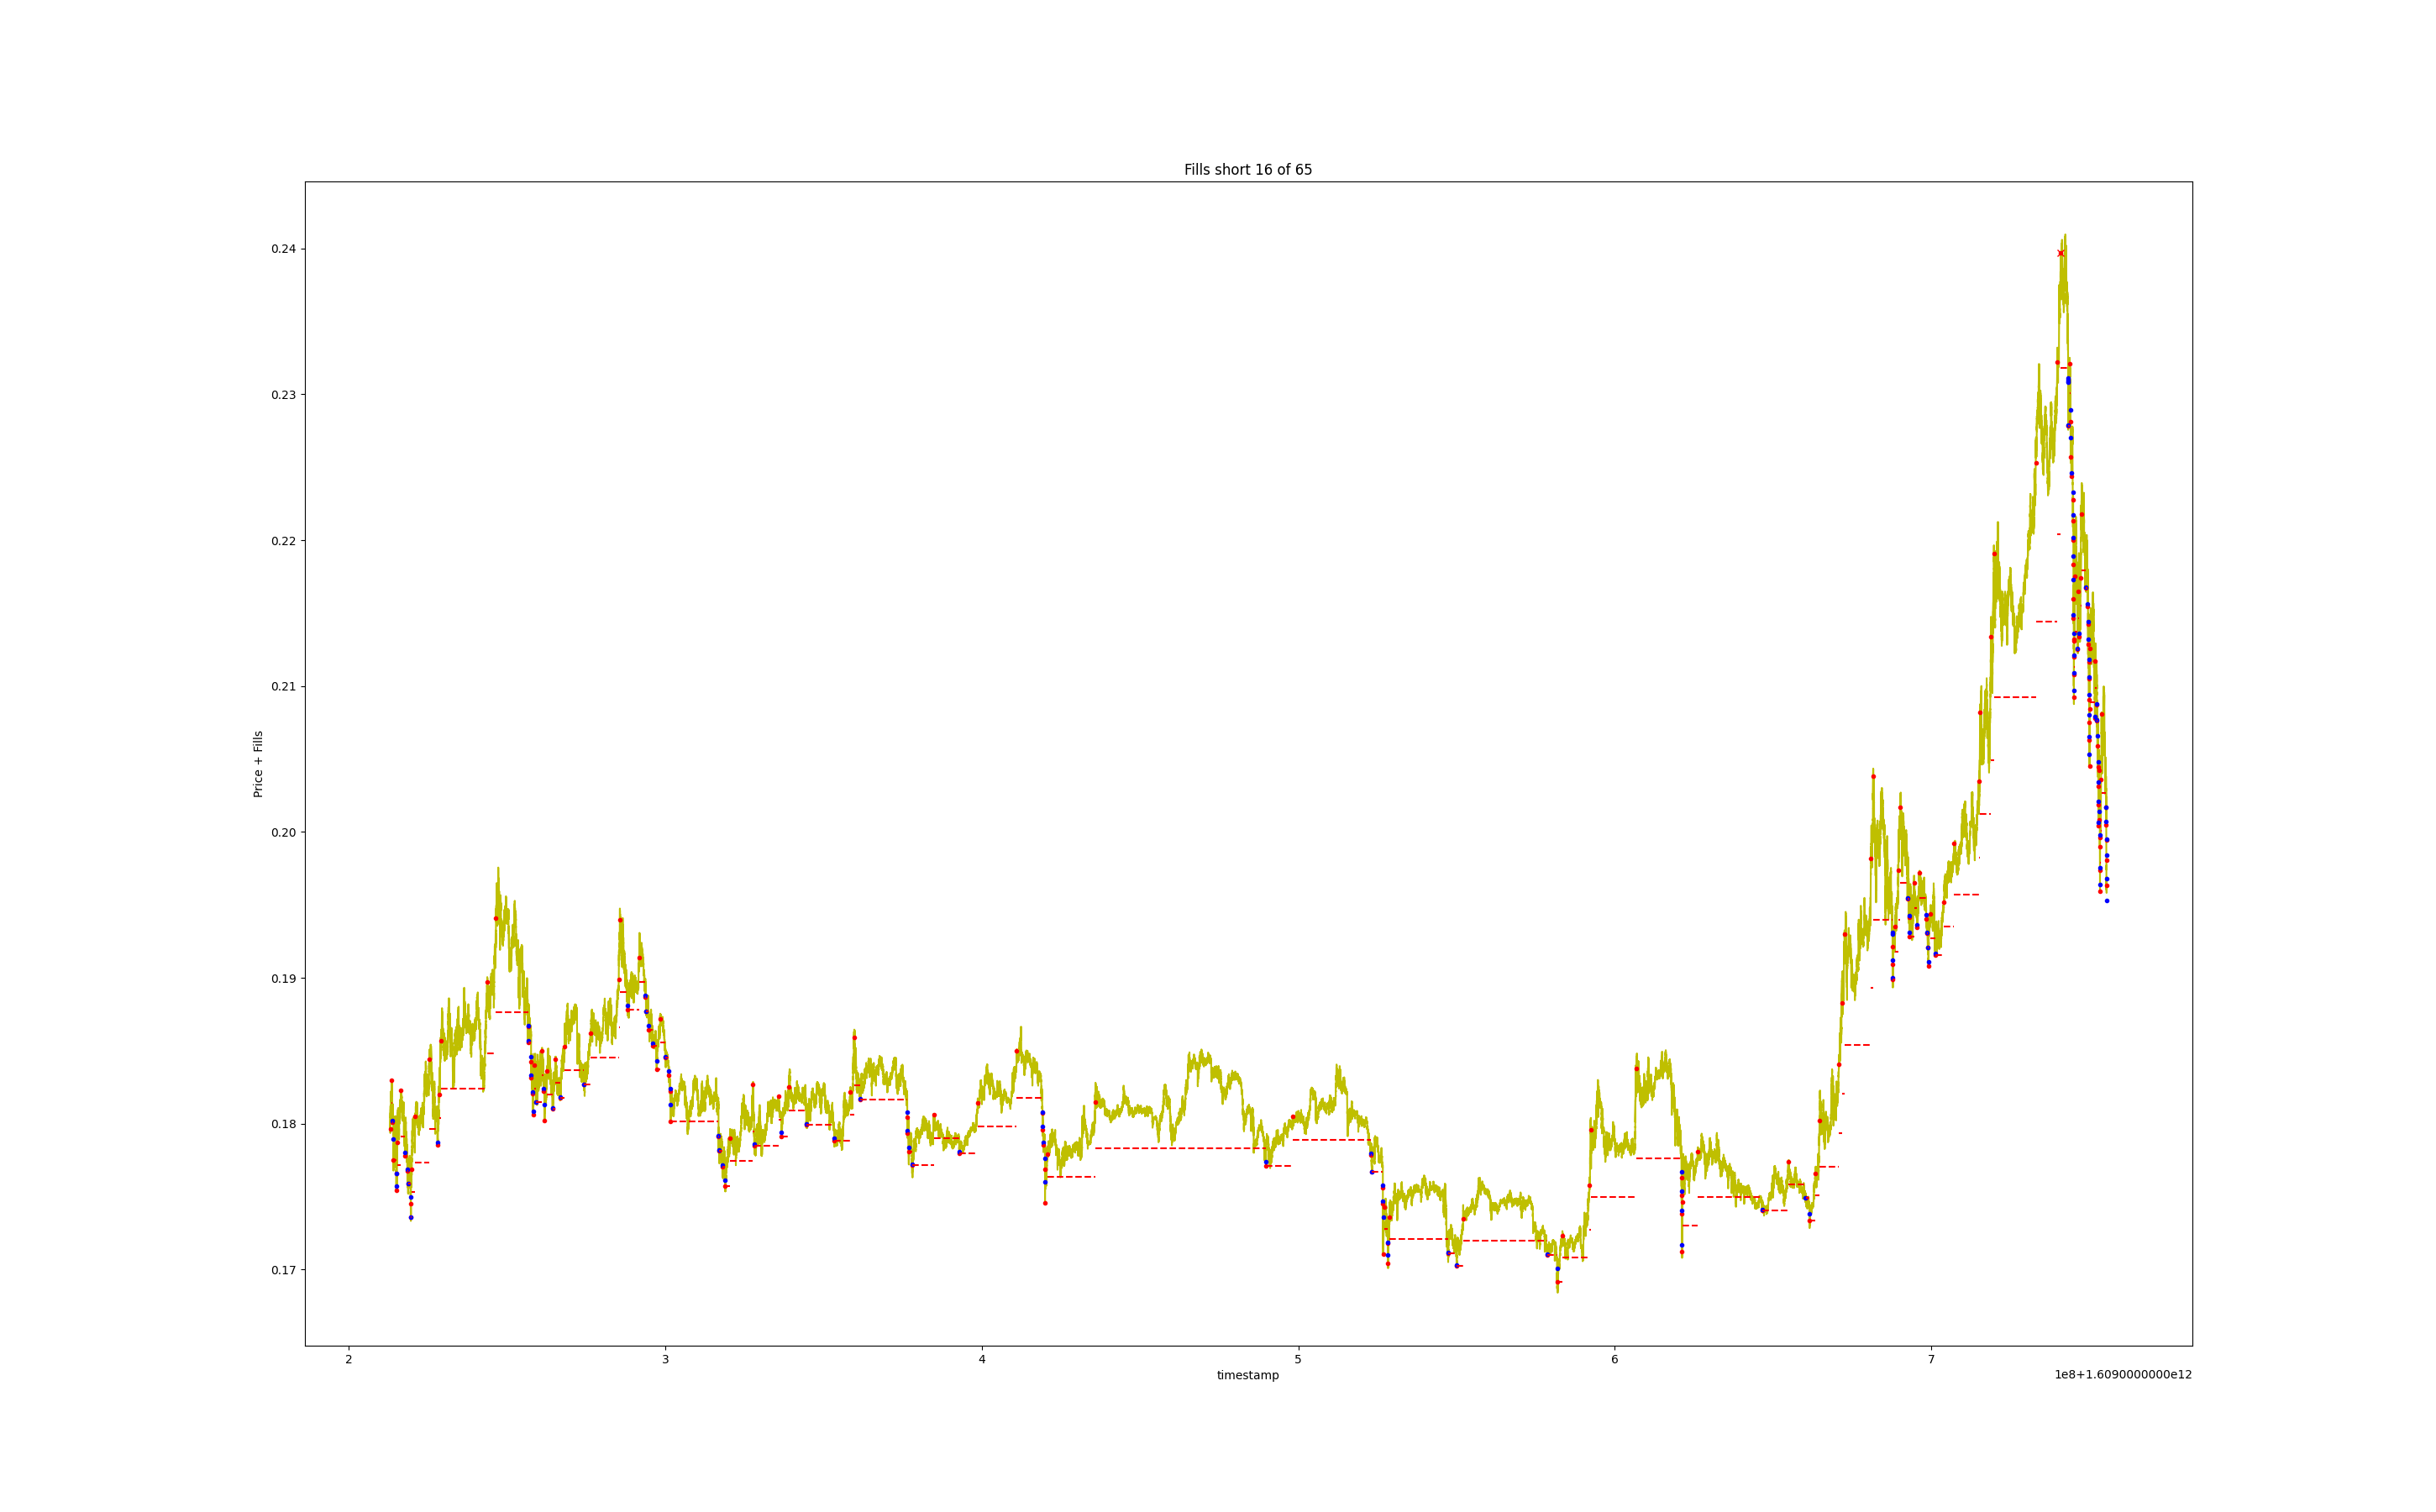 Fills short 16 of 65
0.24
0.23
0.22
0.21
0.20
0.19
0.18
0.17
Price + Fills
2 3 4 5 6 7
timestamp
1e8+1.6090000000e12